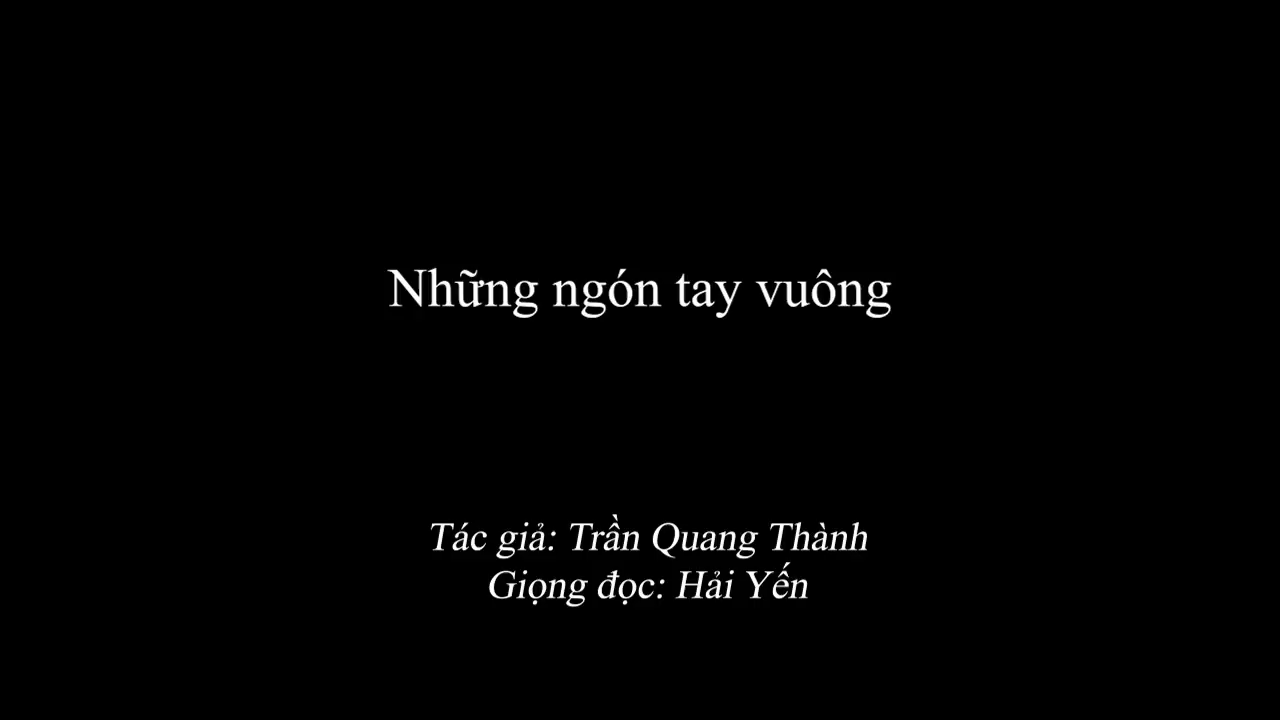 Những ngón tay vuông
Tác giả: Trần Quang Thành
Giọng đọc: Hải Yến